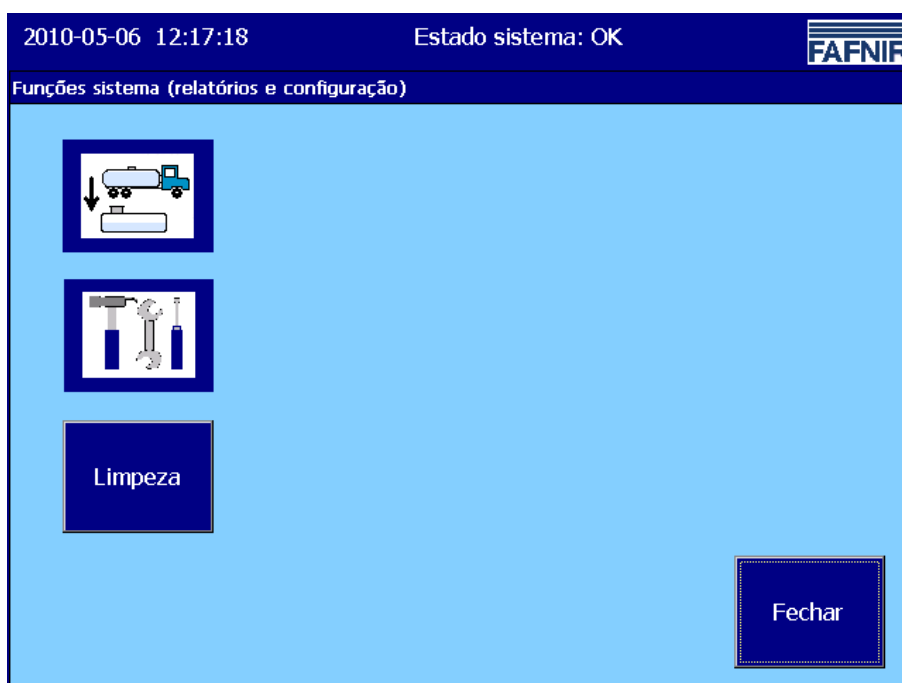 2010-05-06 12:17:18 Estado sistema: OK
FAFNIR
Funções sistema (relatórios e configuração)
Limpeza
Fechar